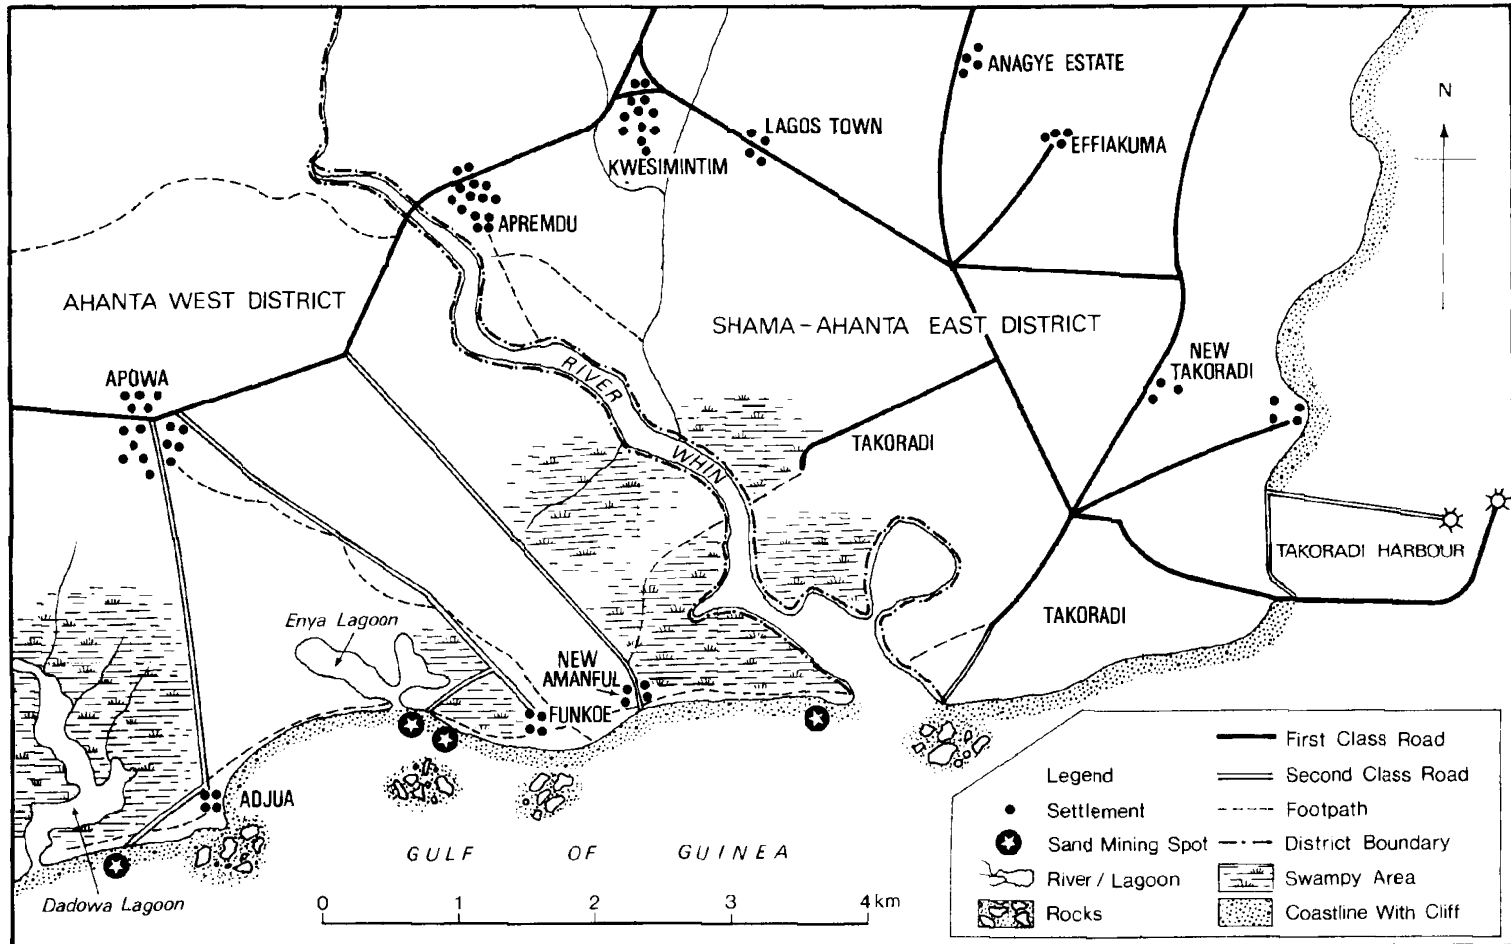 ANAGYE ESTATE
N
LAGOS TOWN
EFFIAKUMA
KWESIMINTIM
APREMDU
AHANTA WEST DISTRICT
SHAMA-AHANTA EAST DISTRICT
NEW
TAKORADI
APOWA
RIVER
WHIN
TAKORADI
TAKORADI HARBOUR
Enya Lagoon
TAKORADI
NEW
AMANFUL
FUNKOE
ADJUA
GULF OF GUINEA
Dadowa Lagoon
0 1 2 3 4 km
Legend
Settlement
Sand Mining Spot
River / Lagoon
Rocks
First Class Road
Second Class Road
Footpath
District Boundary
Swampy Area
Coastline With Cliff